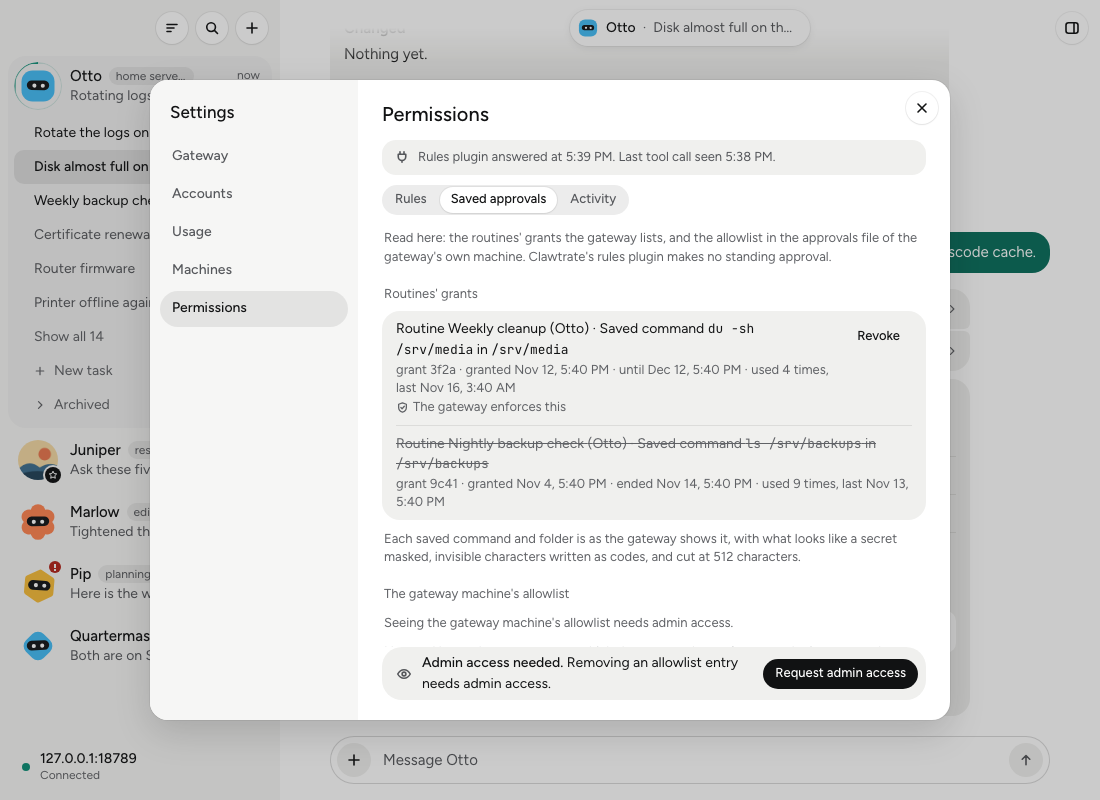 Otto · Disk almost full on th…
Changed
Nothing yet.
Otto home serve… now
Rotating logs
Rotate the logs on
Disk almost full on
Weekly backup che
Certificate renewa
Router firmware
Printer offline again
Show all 14
New task
Archived
Juniper res
Ask these five
Marlow edi
Tightened th
Pip planning
Here is the w
Quartermas
Both are on S
127.0.0.1:18789
Connected
Settings
Gateway
Accounts
Usage
Machines
Permissions
Permissions
Rules plugin answered at 5:39 PM. Last tool call seen 5:38 PM.
Rules Saved approvals Activity
Read here: the routines' grants the gateway lists, and the allowlist in the approvals file of the
gateway's own machine. Clawtrate's rules plugin makes no standing approval.
Routines' grants
Routine Weekly cleanup (Otto) · Saved command du -sh
/srv/media in /srv/media
Revoke
grant 3f2a · granted Nov 12, 5:40 PM · until Dec 12, 5:40 PM · used 4 times,
last Nov 16, 3:40 AM
The gateway enforces this
Routine Nightly backup check (Otto) · Saved command ls /srv/backups in
/srv/backups
grant 9c41 · granted Nov 4, 5:40 PM · ended Nov 14, 5:40 PM · used 9 times, last Nov 13,
5:40 PM
Each saved command and folder is as the gateway shows it, with what looks like a secret
masked, invisible characters written as codes, and cut at 512 characters.
The gateway machine's allowlist
Seeing the gateway machine's allowlist needs admin access.
Admin access needed. Removing an allowlist entry
needs admin access.
Request admin access
scode cache.
Message Otto